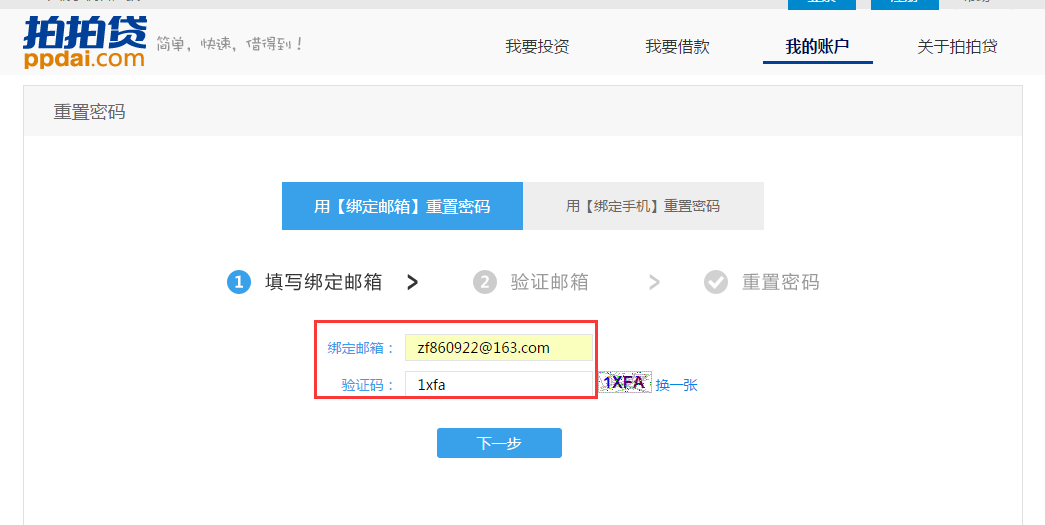 拍拍贷
ppdai.com
简单，快速，借得到！
我要投资 我要借款 我的账户 关于拍拍贷
重置密码
用【绑定邮箱】重置密码 用【绑定手机】重置密码
1 填写绑定邮箱 > 2 验证邮箱 > 重置密码
绑定邮箱： zf860922@163.com
验证码： 1xfa 1XFA 换一张
下一步